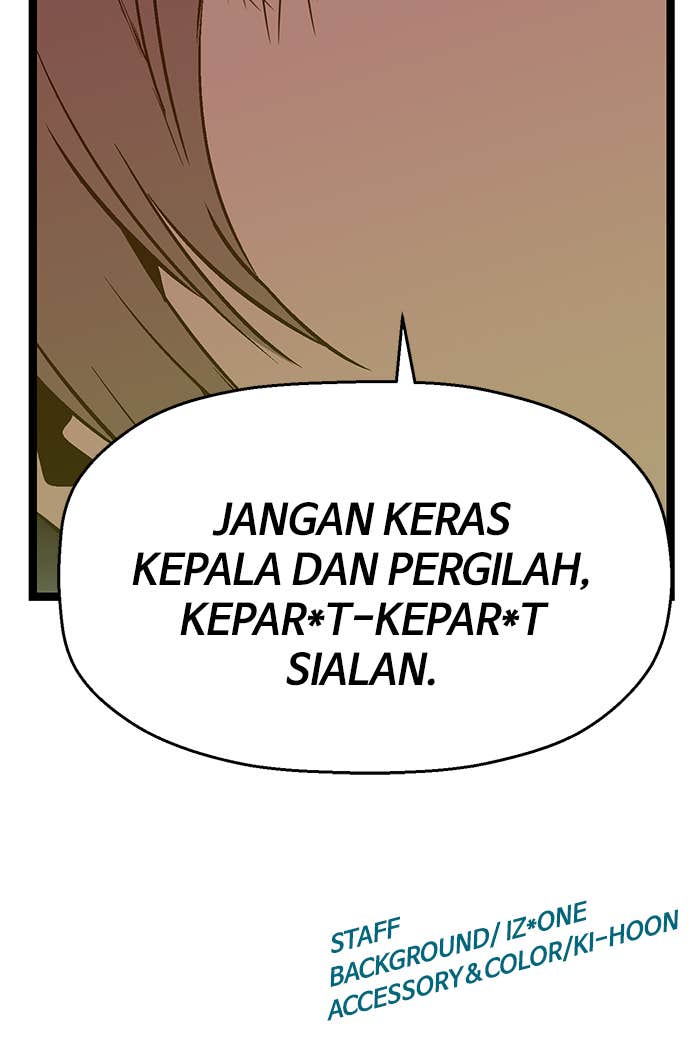 JANGAN KERAS
KEPALA DAN PERGILAH,
KEPAR*T-KEPAR*T
SIALAN.
STAFF
BACKGROUND/ IZ*ONE
ACCESSORY & COLOR/KI-HOON